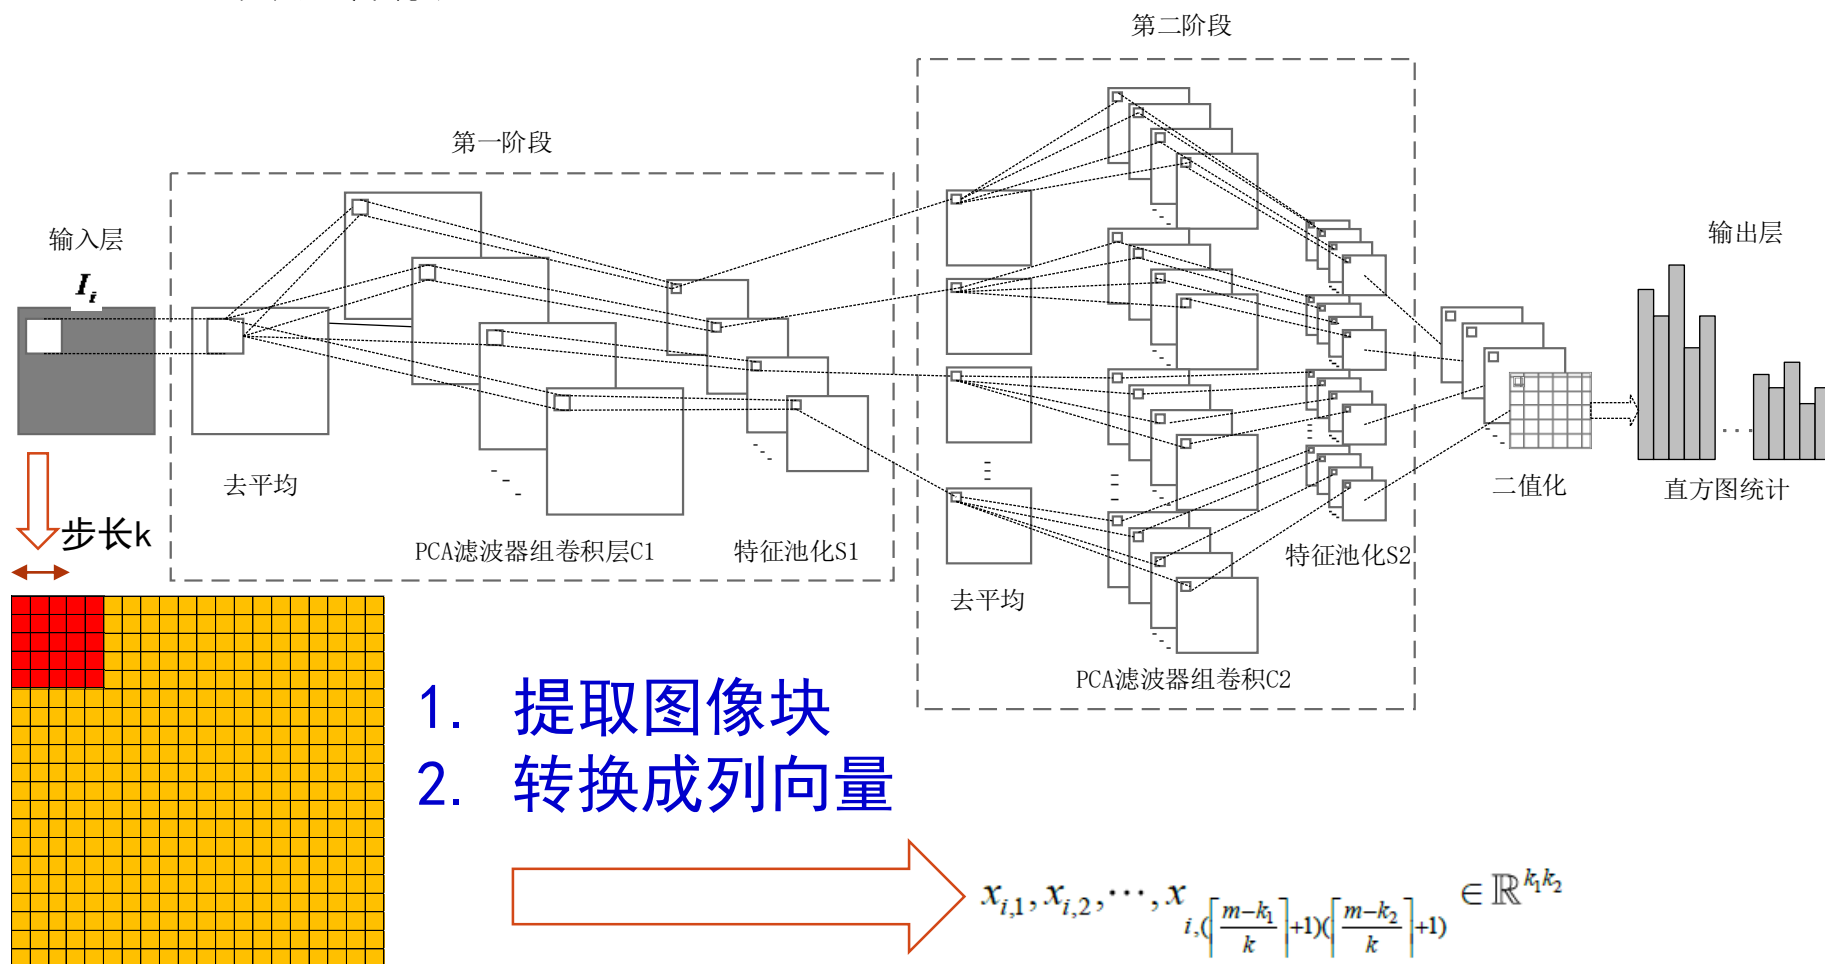 第二阶段
第一阶段
输入层
I_i
输出层
去平均
PCA滤波器组卷积层C1
特征池化S1
去平均
PCA滤波器组卷积C2
特征池化S2
二值化
直方图统计
步长k
1. 提取图像块
2. 转换成列向量
x_{i,1}, x_{i,2}, ⋯, x_{i,(⌈\frac{m-k_1}{k}⌉+1)(⌈\frac{m-k_2}{k}⌉+1)} ∈ ℝ^{k_1k_2}